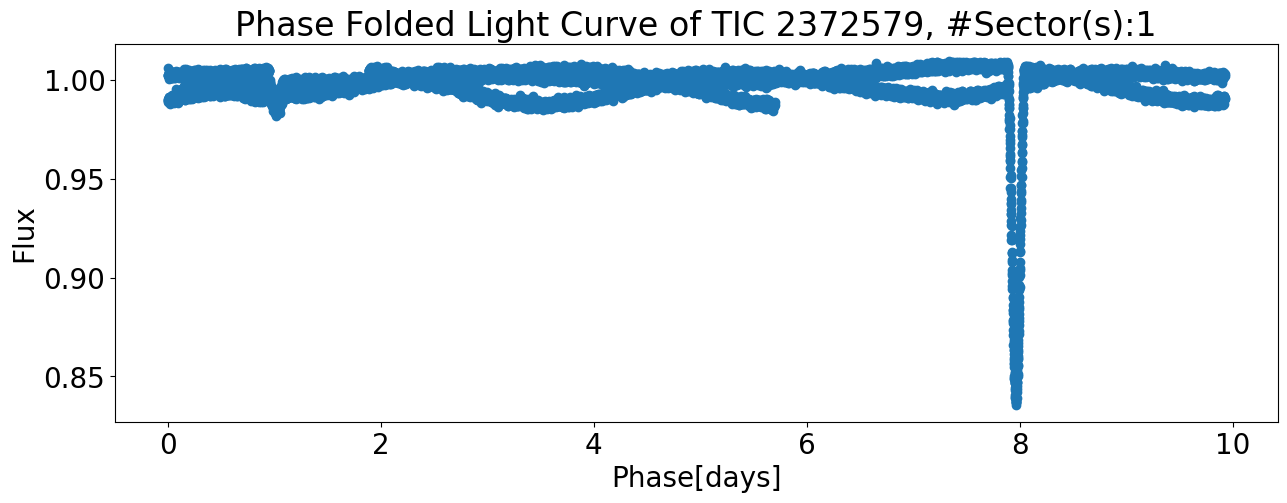 Phase Folded Light Curve of TIC 2372579, #Sector(s):1
1.00
0.95
0.90
0.85
Flux
0 2 4 6 8 10
Phase[days]